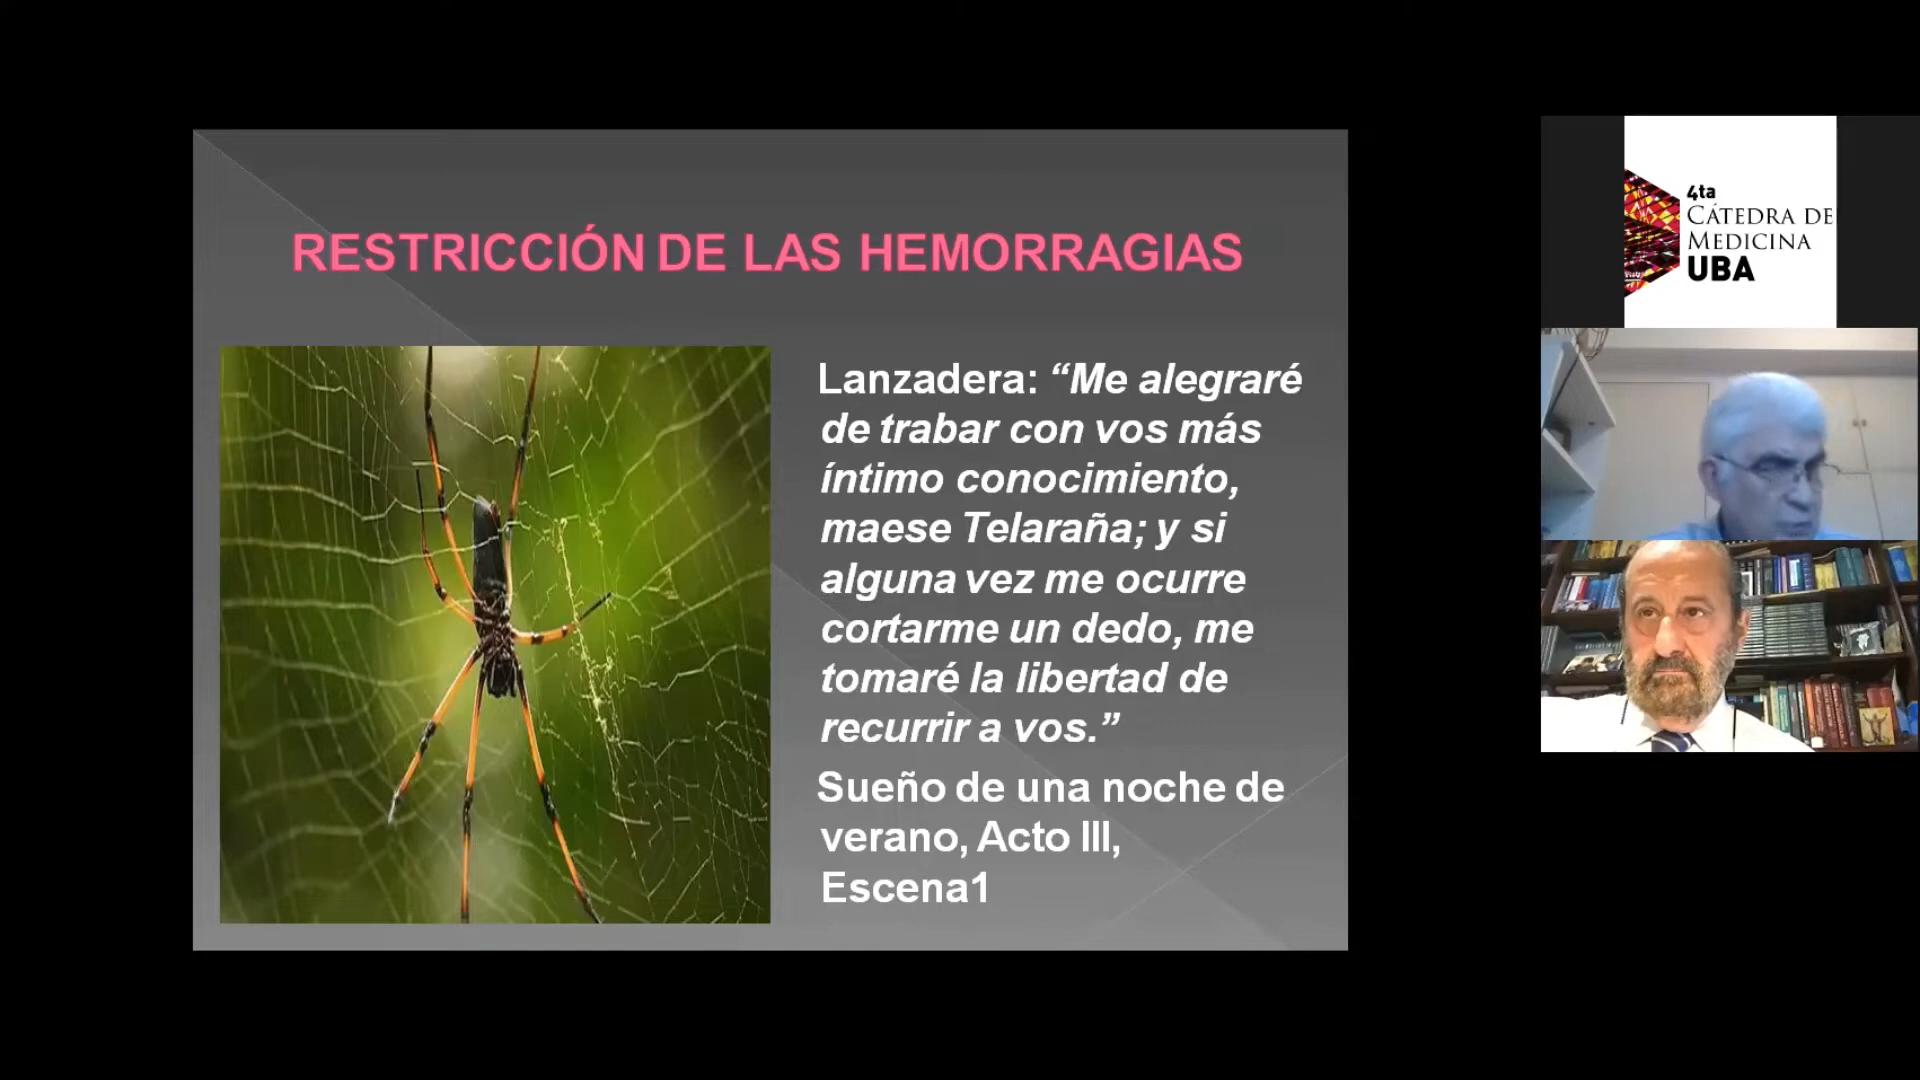 RESTRICCIÓN DE LAS HEMORRAGIAS
Lanzadera: “Me alegraré
de trabar con vos más
íntimo conocimiento,
maese Telaraña; y si
alguna vez me ocurre
cortarme un dedo, me
tomaré la libertad de
recurrir a vos.”
Sueño de una noche de
verano, Acto III,
Escena1
4ta
CÁTEDRA DE
MEDICINA
UBA